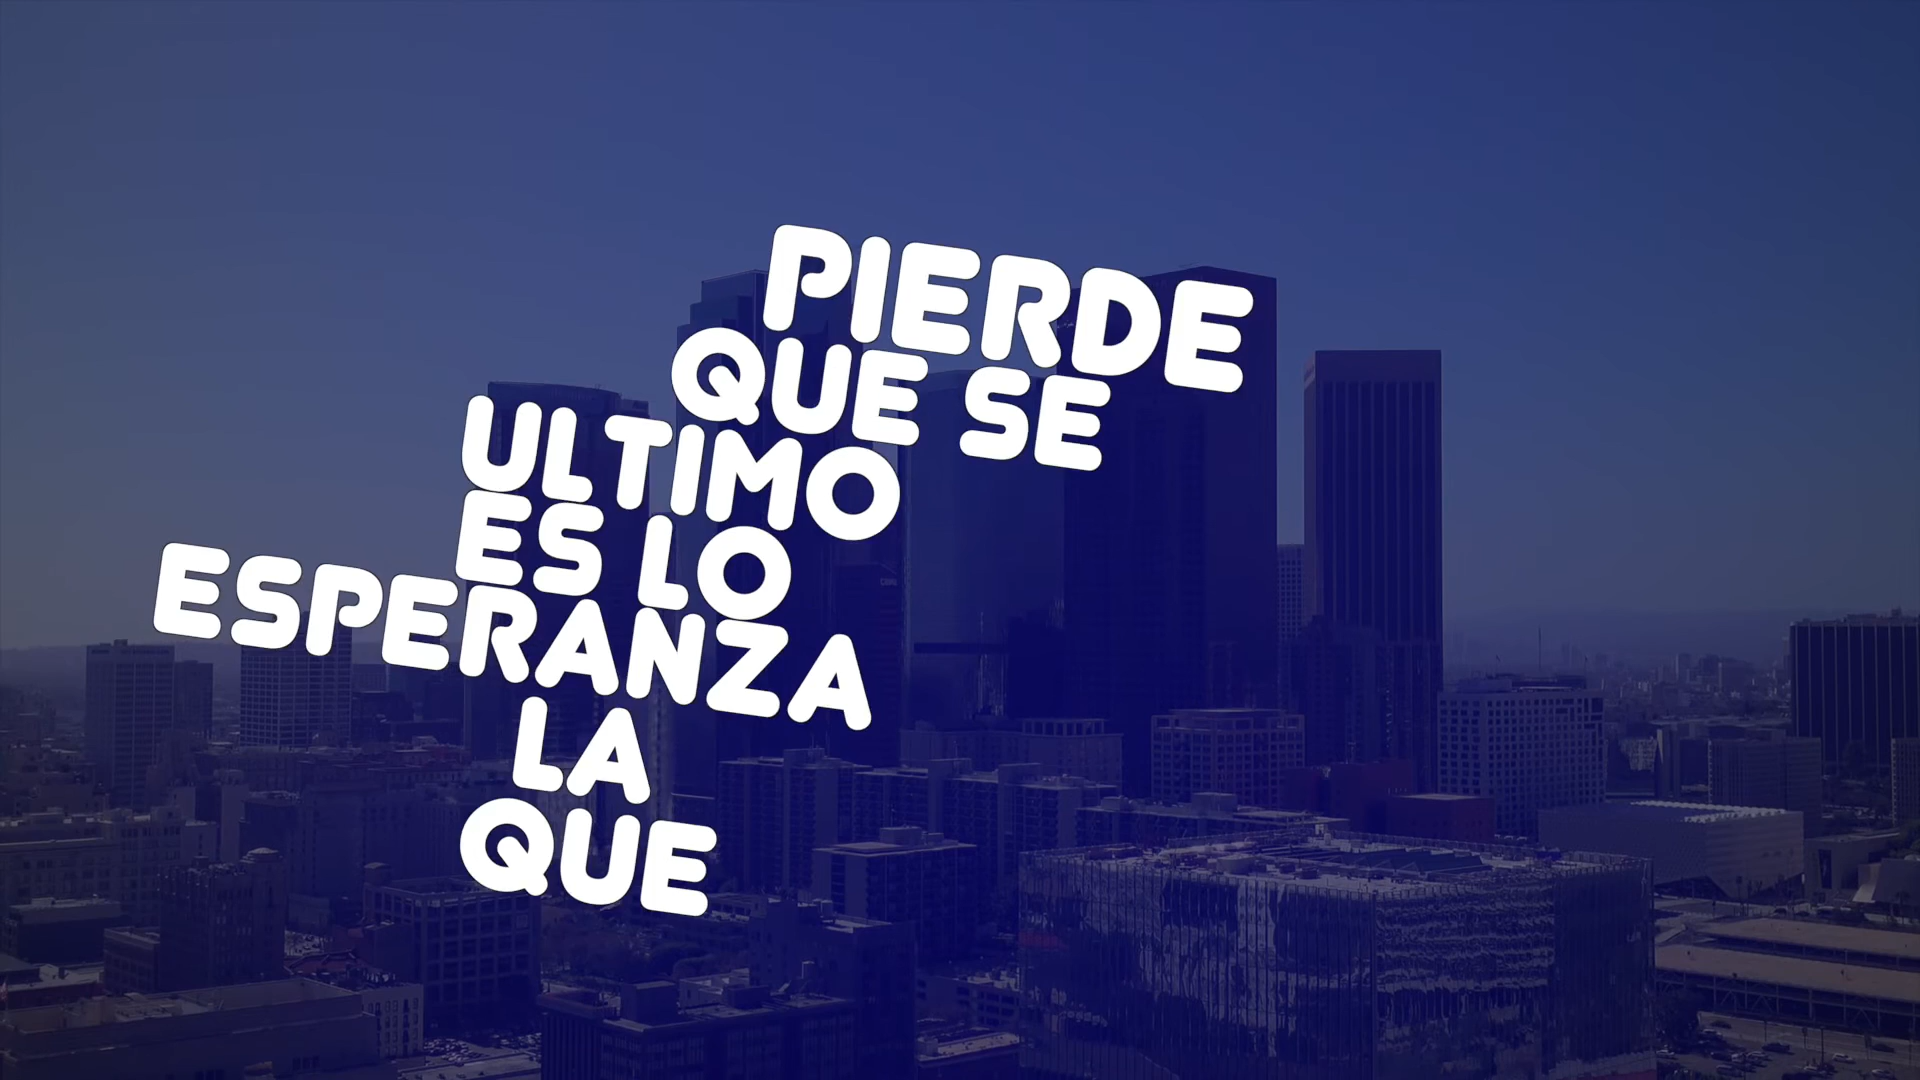 PIERDE
QUE SE
ULTIMO
ES LO
ESPERANZA
LA
QUE